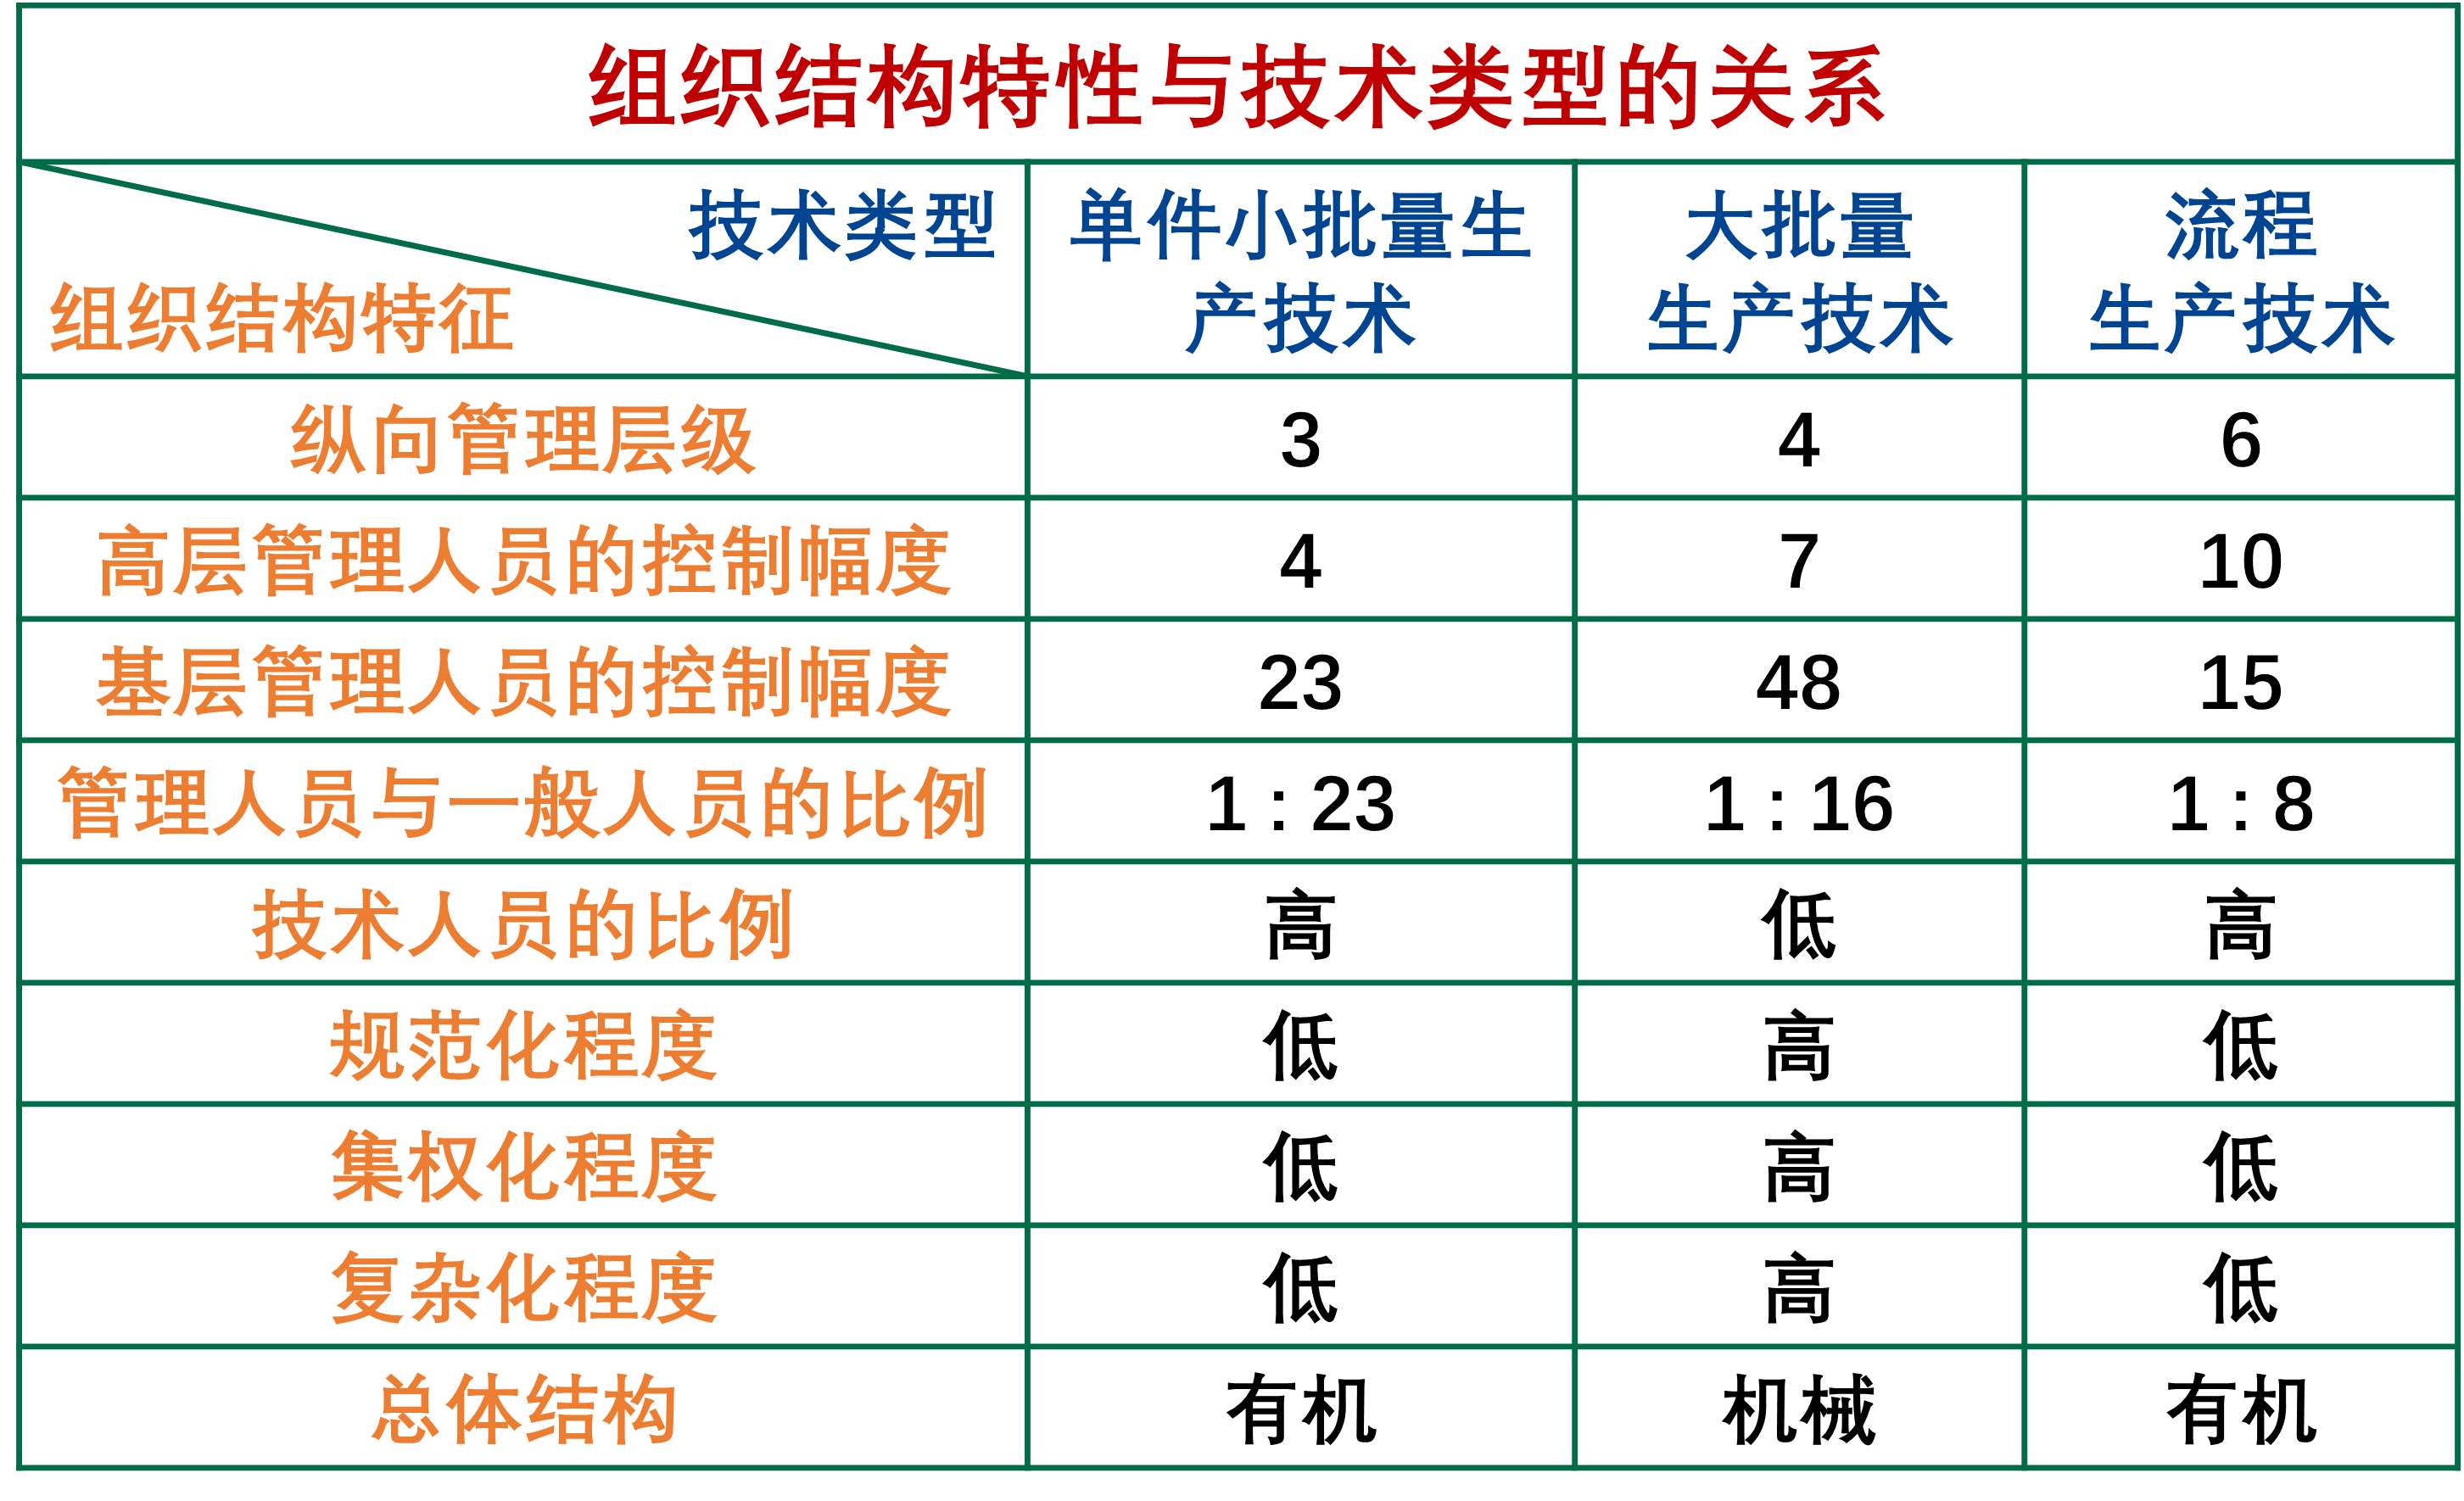 组织结构特性与技术类型的关系
技术类型
组织结构特征
单件小批量生
产技术
大批量
生产技术
流程
生产技术
纵向管理层级 3 4 6
高层管理人员的控制幅度 4 7 10
基层管理人员的控制幅度 23 48 15
管理人员与一般人员的比例 1 : 23 1 : 16 1 : 8
技术人员的比例 高 低 高
规范化程度 低 高 低
集权化程度 低 高 低
复杂化程度 低 高 低
总体结构 有机 机械 有机